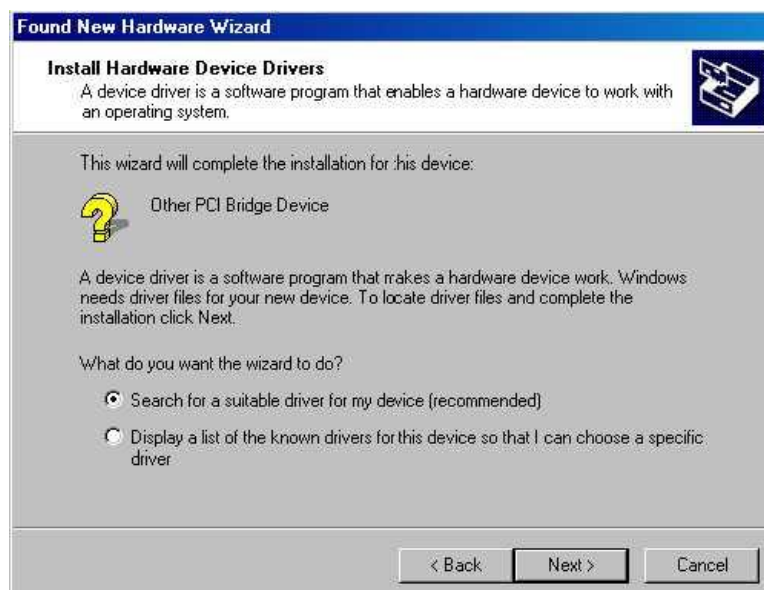 Found New Hardware Wizard
Install Hardware Device Drivers
A device driver is a software program that enables a hardware device to work with
an operating system.
This wizard will complete the installation for :his device:
Other PCI Bridge Device
A device driver is a software program that makes a hardware device work. Windows
needs driver files for your new device. To locate driver files and complete the
installation click Next.
What do you want the wizard to do?
Search for a suitable driver for my device (recommended)
Display a list of the known drivers for this device so that I can choose a specific
driver
< Back
Next >
Cancel